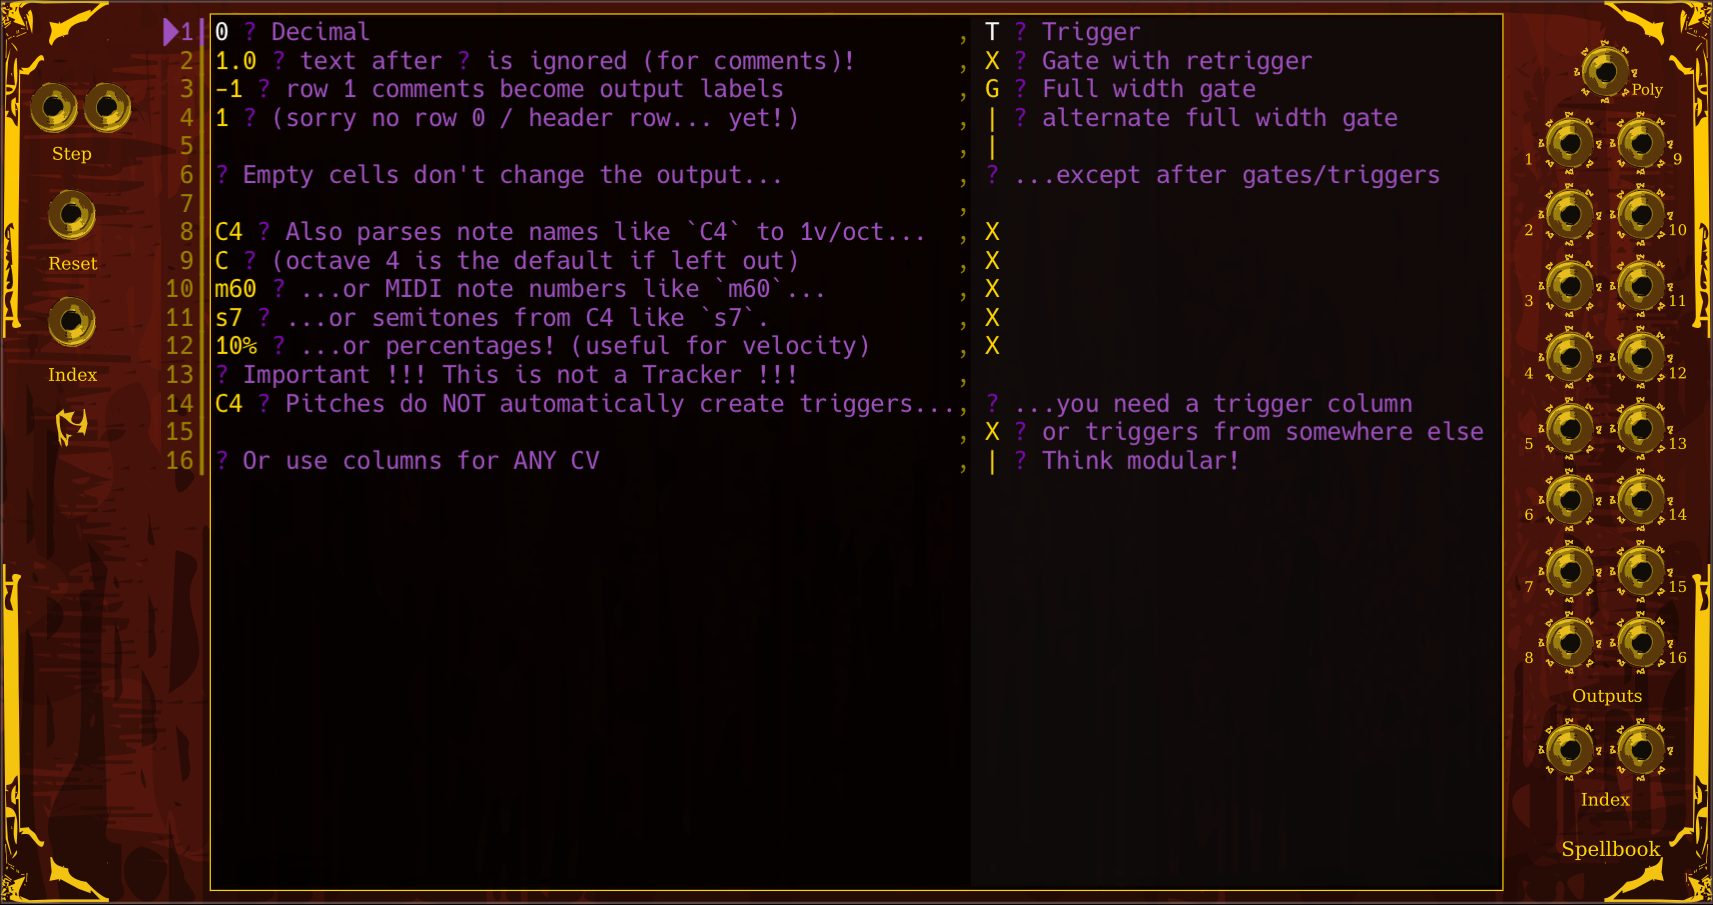 Step
Reset
Index
1 0 ? Decimal , T ? Trigger
2 1.0 ? text after ? is ignored (for comments)! , X ? Gate with retrigger
3 -1 ? row 1 comments become output labels , G ? Full width gate
4 1 ? (sorry no row 0 / header row... yet!) , | ? alternate full width gate
5 , |
6 ? Empty cells don't change the output... , ? ...except after gates/triggers
7 ,
8 C4 ? Also parses note names like `C4` to 1v/oct... , X
9 C ? (octave 4 is the default if left out) , X
10 m60 ? ...or MIDI note numbers like `m60`... , X
11 s7 ? ...or semitones from C4 like `s7`. , X
12 10% ? ...or percentages! (useful for velocity) , X
13 ? Important !!! This is not a Tracker !!! ,
14 C4 ? Pitches do NOT automatically create triggers... , ? ...you need a trigger column
15 , X ? or triggers from somewhere else
16 ? Or use columns for ANY CV , | ? Think modular!
Poly
1 9
2 10
3 11
4 12
5 13
6 14
7 15
8 16
Outputs
Index
Spellbook